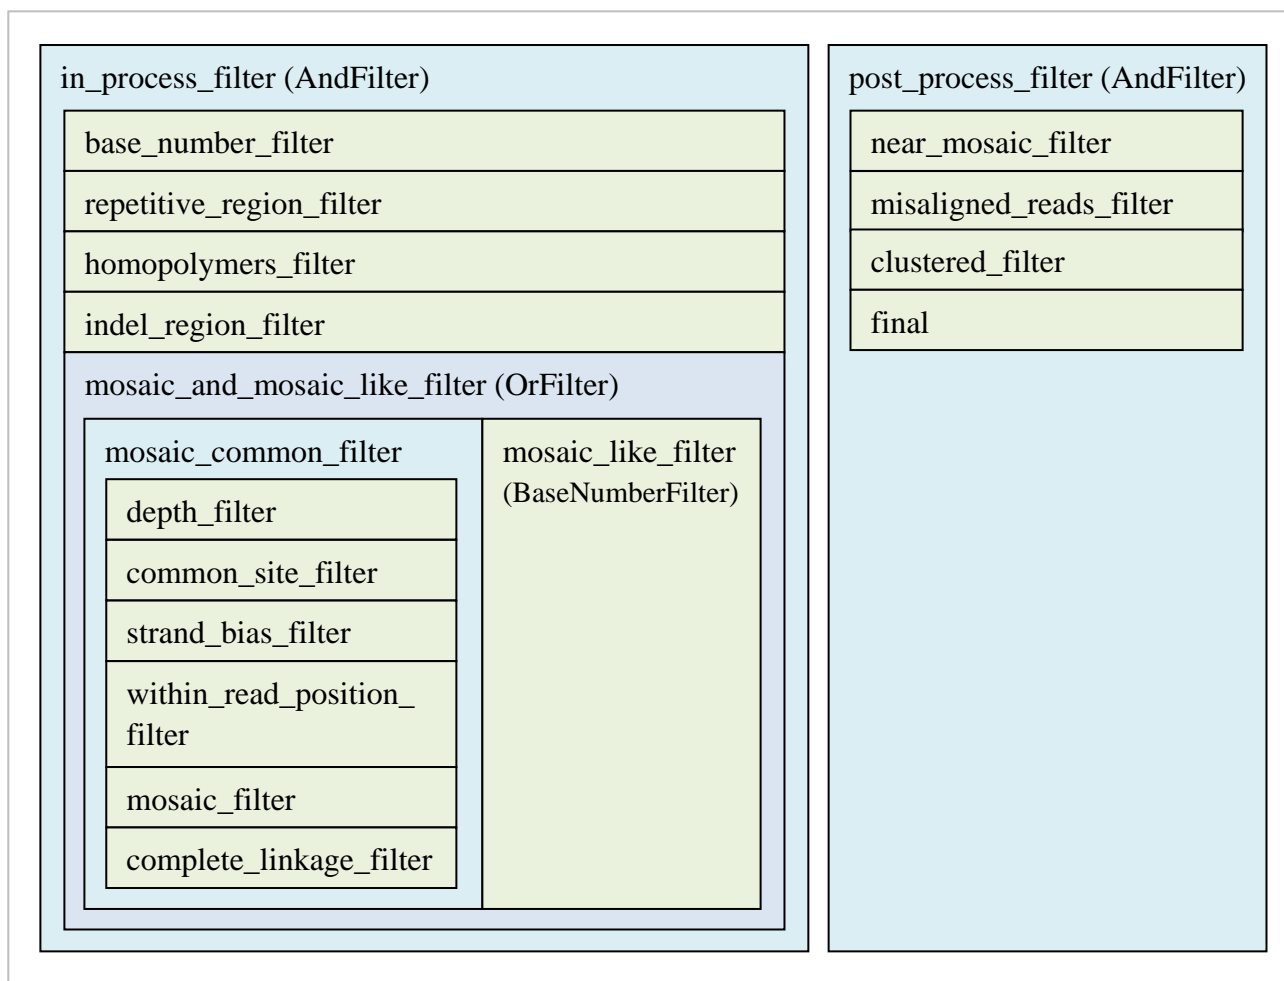 in_process_filter (AndFilter)
base_number_filter
repetitive_region_filter
homopolymers_filter
indel_region_filter
mosaic_and_mosaic_like_filter (OrFilter)
mosaic_common_filter
depth_filter
common_site_filter
strand_bias_filter
within_read_position_
filter
mosaic_filter
complete_linkage_filter
mosaic_like_filter
(BaseNumberFilter)
post_process_filter (AndFilter)
near_mosaic_filter
misaligned_reads_filter
clustered_filter
final